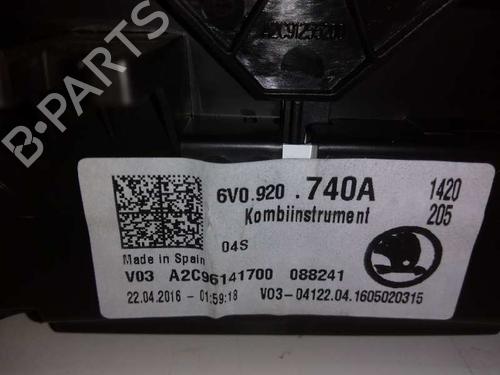 A2C91255200
B-PARTS
6V0.920 .740A 1420
Kombiinstrument 205
04S
Made in Spain
V03 A2C96141700 088241
22.04.2016 - 01:59:18 V03-04122.04.1605020315